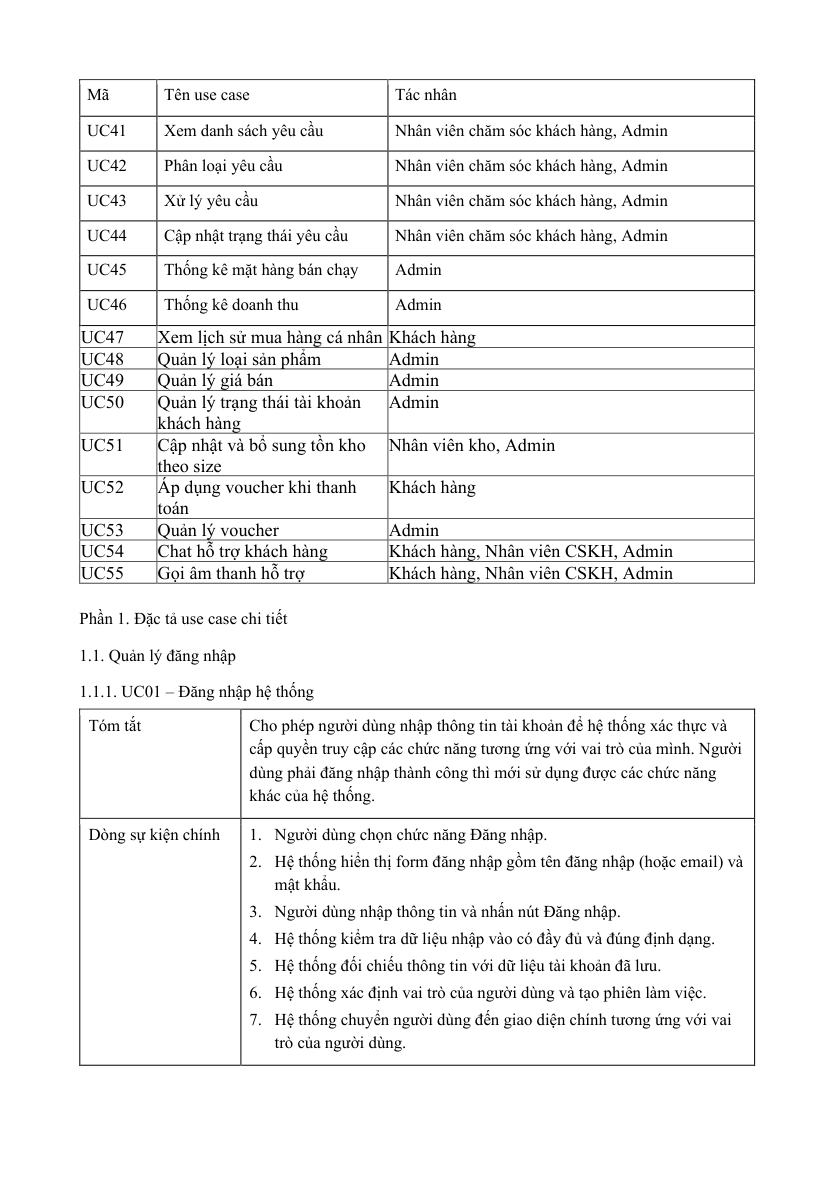 Mã Tên use case Tác nhân
UC41 Xem danh sách yêu cầu Nhân viên chăm sóc khách hàng, Admin
UC42 Phân loại yêu cầu Nhân viên chăm sóc khách hàng, Admin
UC43 Xử lý yêu cầu Nhân viên chăm sóc khách hàng, Admin
UC44 Cập nhật trạng thái yêu cầu Nhân viên chăm sóc khách hàng, Admin
UC45 Thống kê mặt hàng bán chạy Admin
UC46 Thống kê doanh thu Admin
UC47 Xem lịch sử mua hàng cá nhân Khách hàng
UC48 Quản lý loại sản phẩm Admin
UC49 Quản lý giá bán Admin
UC50 Quản lý trạng thái tài khoản Admin
khách hàng
UC51 Cập nhật và bổ sung tồn kho Nhân viên kho, Admin
theo size
UC52 Áp dụng voucher khi thanh Khách hàng
toán
UC53 Quản lý voucher Admin
UC54 Chat hỗ trợ khách hàng Khách hàng, Nhân viên CSKH, Admin
UC55 Gọi âm thanh hỗ trợ Khách hàng, Nhân viên CSKH, Admin
Phần 1. Đặc tả use case chi tiết
1.1. Quản lý đăng nhập
1.1.1. UC01 – Đăng nhập hệ thống
Tóm tắt Cho phép người dùng nhập thông tin tài khoản để hệ thống xác thực và
cấp quyền truy cập các chức năng tương ứng với vai trò của mình. Người
dùng phải đăng nhập thành công thì mới sử dụng được các chức năng
khác của hệ thống.
Dòng sự kiện chính 1. Người dùng chọn chức năng Đăng nhập.
2. Hệ thống hiển thị form đăng nhập gồm tên đăng nhập (hoặc email) và
mật khẩu.
3. Người dùng nhập thông tin và nhấn nút Đăng nhập.
4. Hệ thống kiểm tra dữ liệu nhập vào có đầy đủ và đúng định dạng.
5. Hệ thống đối chiếu thông tin với dữ liệu tài khoản đã lưu.
6. Hệ thống xác định vai trò của người dùng và tạo phiên làm việc.
7. Hệ thống chuyển người dùng đến giao diện chính tương ứng với vai
trò của người dùng.